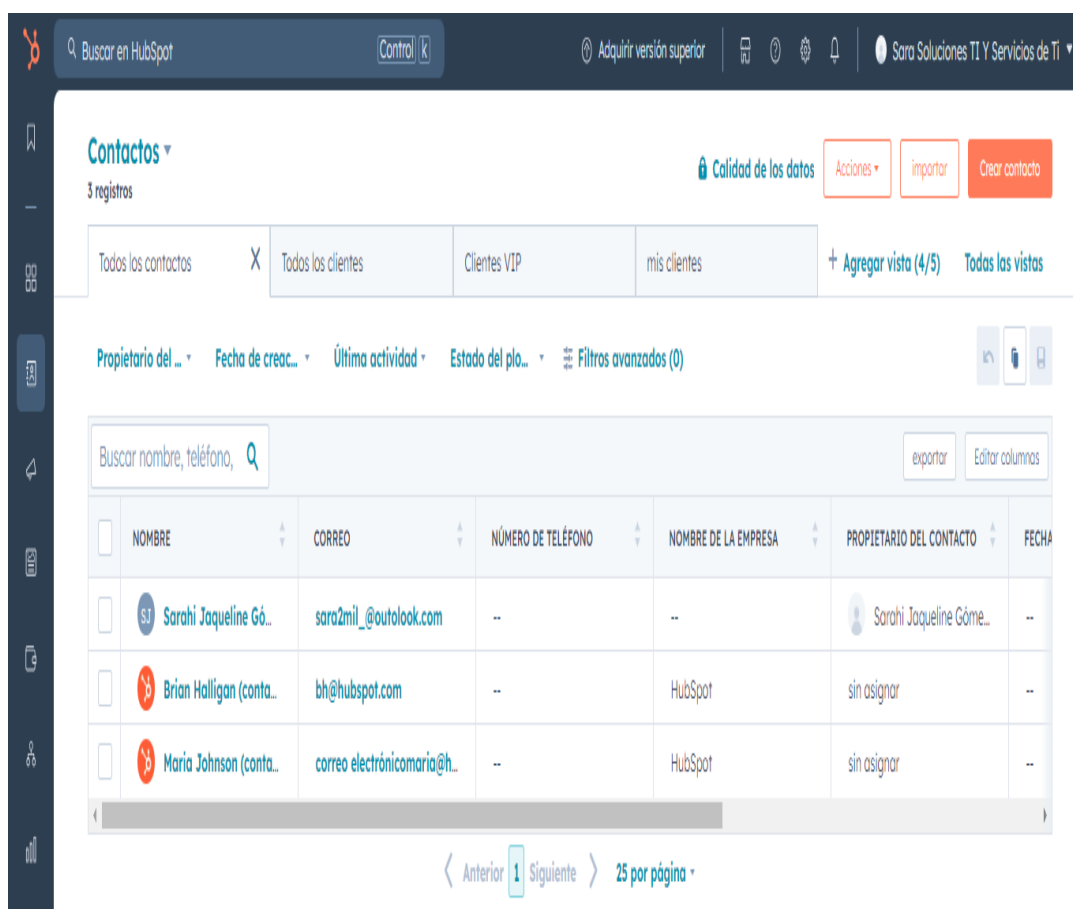 Buscar en HubSpot Control k Adquirir versión superior Sara Soluciones TI Y Servicios de Ti
Contactos
3 registros
Calidad de los datos Acciones importar Crear contacto
Todos los contactos X Todos los clientes Clientes VIP mis clientes + Agregar vista (4/5) Todas las vistas
Propietario del ... Fecha de creac... Última actividad Estado del plo... Filtros avanzados (0)
Buscar nombre, teléfono, exportar Editar columnas
NOMBRE CORREO NÚMERO DE TELÉFONO NOMBRE DE LA EMPRESA PROPIETARIO DEL CONTACTO FECHA
SJ Sarahi Jaqueline Gó... sara2mil_@outolook.com -- -- Sarahi Jaqueline Góme... --
Brian Halligan (conta... bh@hubspot.com -- HubSpot sin asignar --
Maria Johnson (conta... correo electrónicomaria@h... -- HubSpot sin asignar --
Anterior 1 Siguiente 25 por página